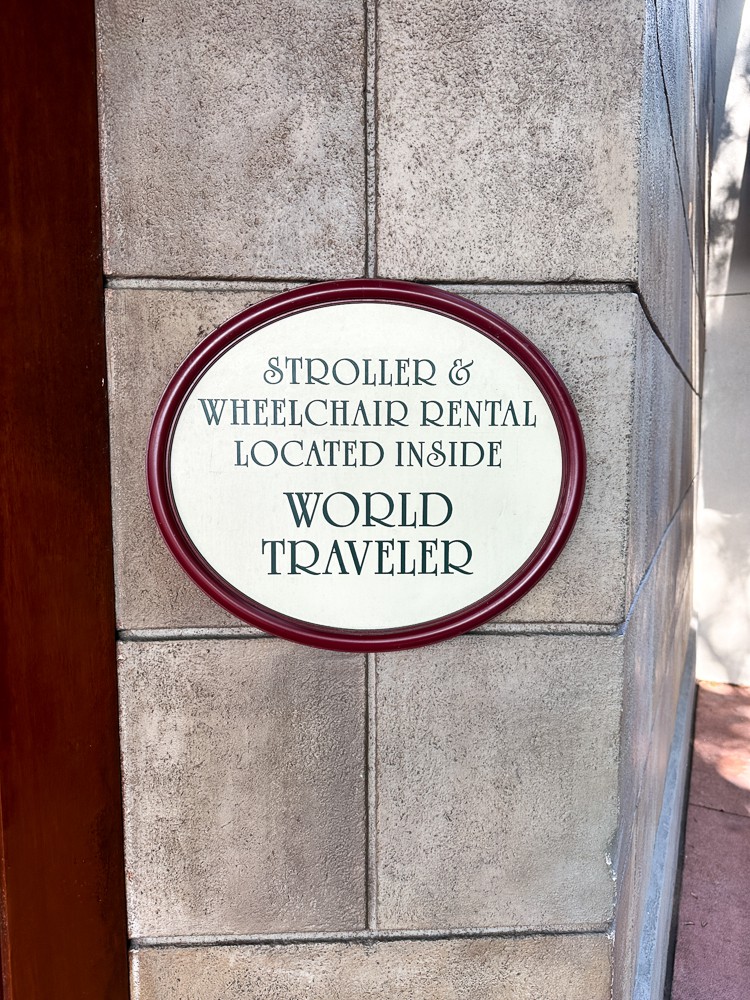 STROLLER &
WHEELCHAIR RENTAL
LOCATED INSIDE
WORLD
TRAVELER